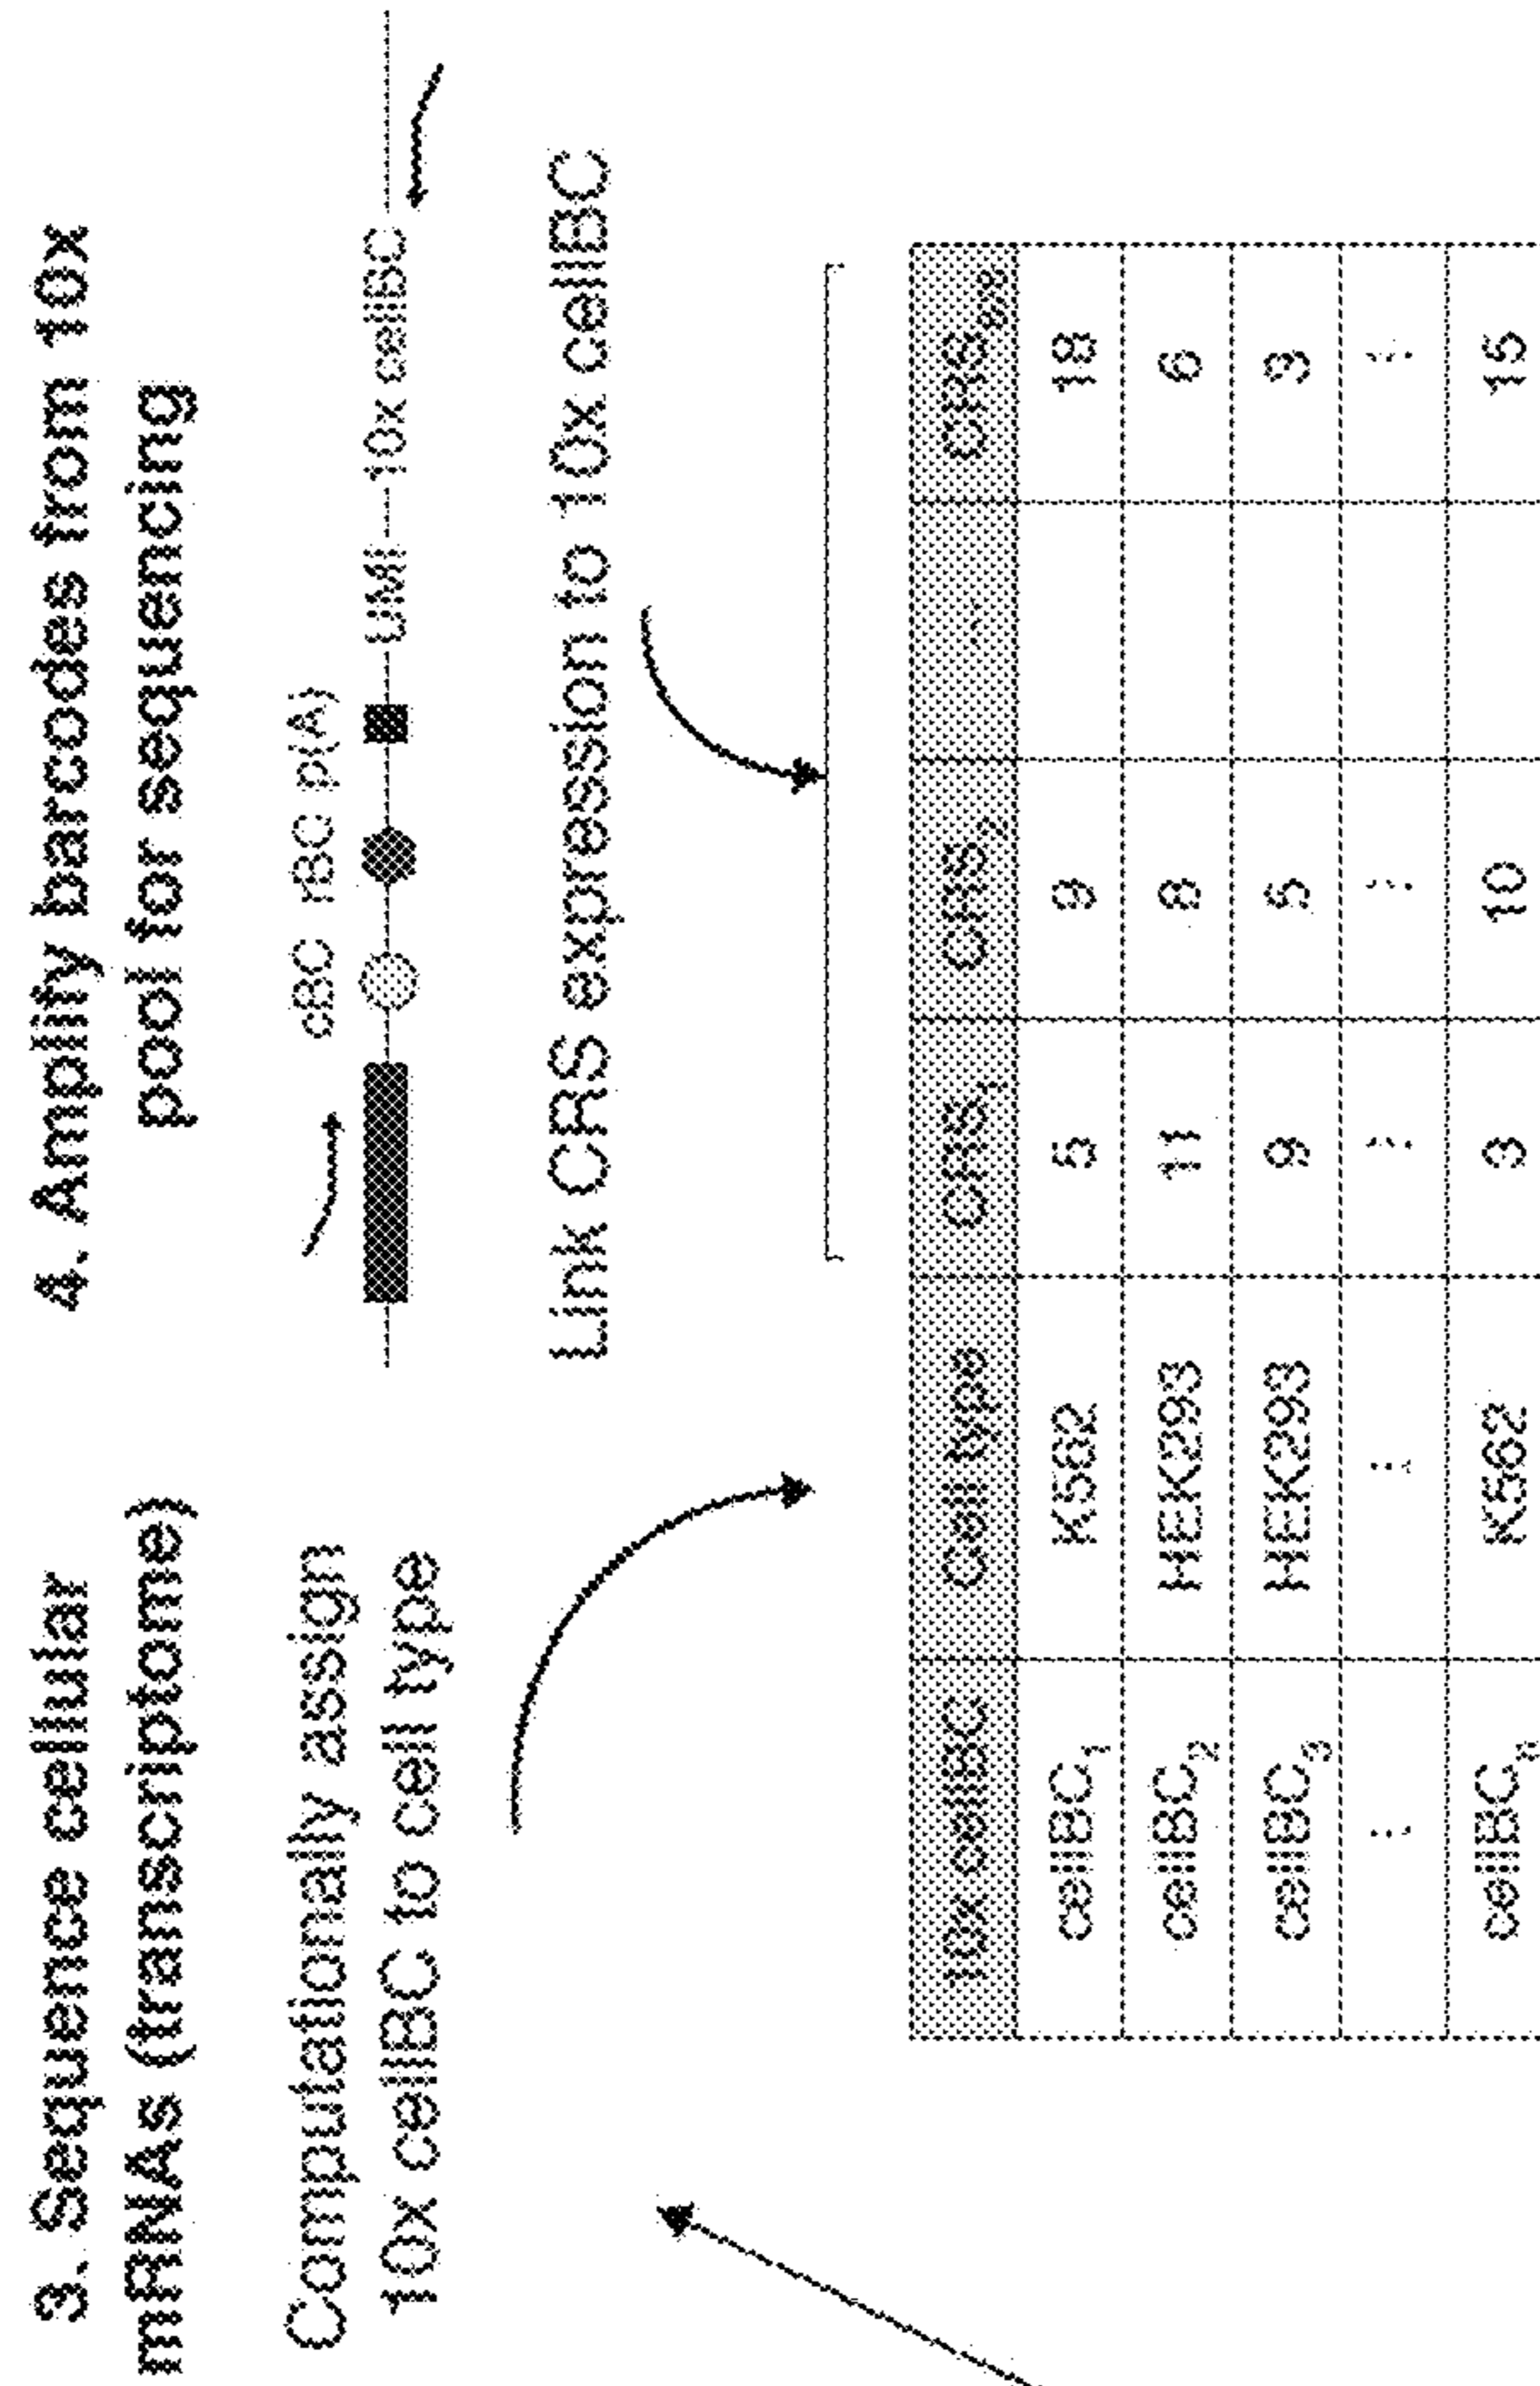 3. Sequence cellular
mRNAs (transcriptome)
Computationally assign
10x cellBC to cell type
4. Amplify barcodes from 10x
pool for sequencing
cBC rBC p(A)
UMI 10x cellBC
Link CRS expression to 10x cellBC
10x cellBC Cell type CRS₁ CRS₂ ...
cellBC₁ K562 5 9 18
cellBC₂ HEK293 11 8 6
cellBC₃ HEK293 9 5 3
⋮ ⋮ ⋮ ⋮ ⋮
cellBCₙ K562 3 10 15